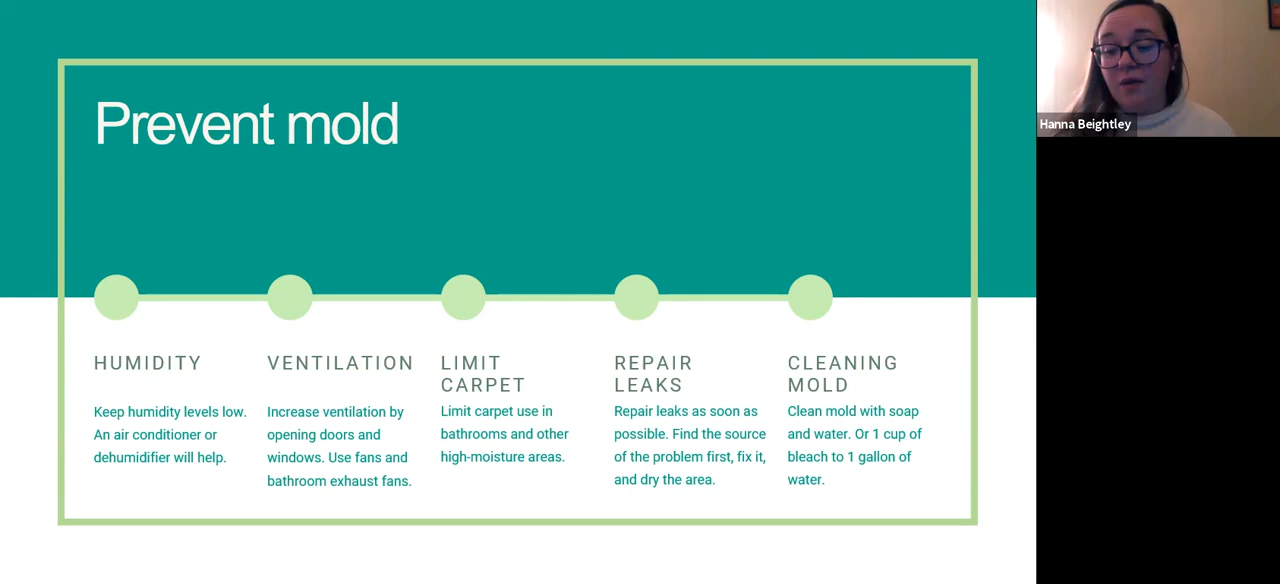 Prevent mold
Hanna Beightley
HUMIDITY
Keep humidity levels low.
An air conditioner or
dehumidifier will help.
VENTILATION
Increase ventilation by
opening doors and
windows. Use fans and
bathroom exhaust fans.
LIMIT
CARPET
Limit carpet use in
bathrooms and other
high-moisture areas.
REPAIR
LEAKS
Repair leaks as soon as
possible. Find the source
of the problem first, fix it,
and dry the area.
CLEANING
MOLD
Clean mold with soap
and water. Or 1 cup of
bleach to 1 gallon of
water.